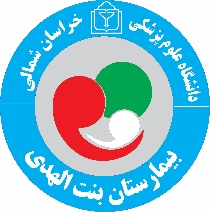 دانشگاه علوم پزشکی خراسان شمالی
بیمارستان بنت الهدی